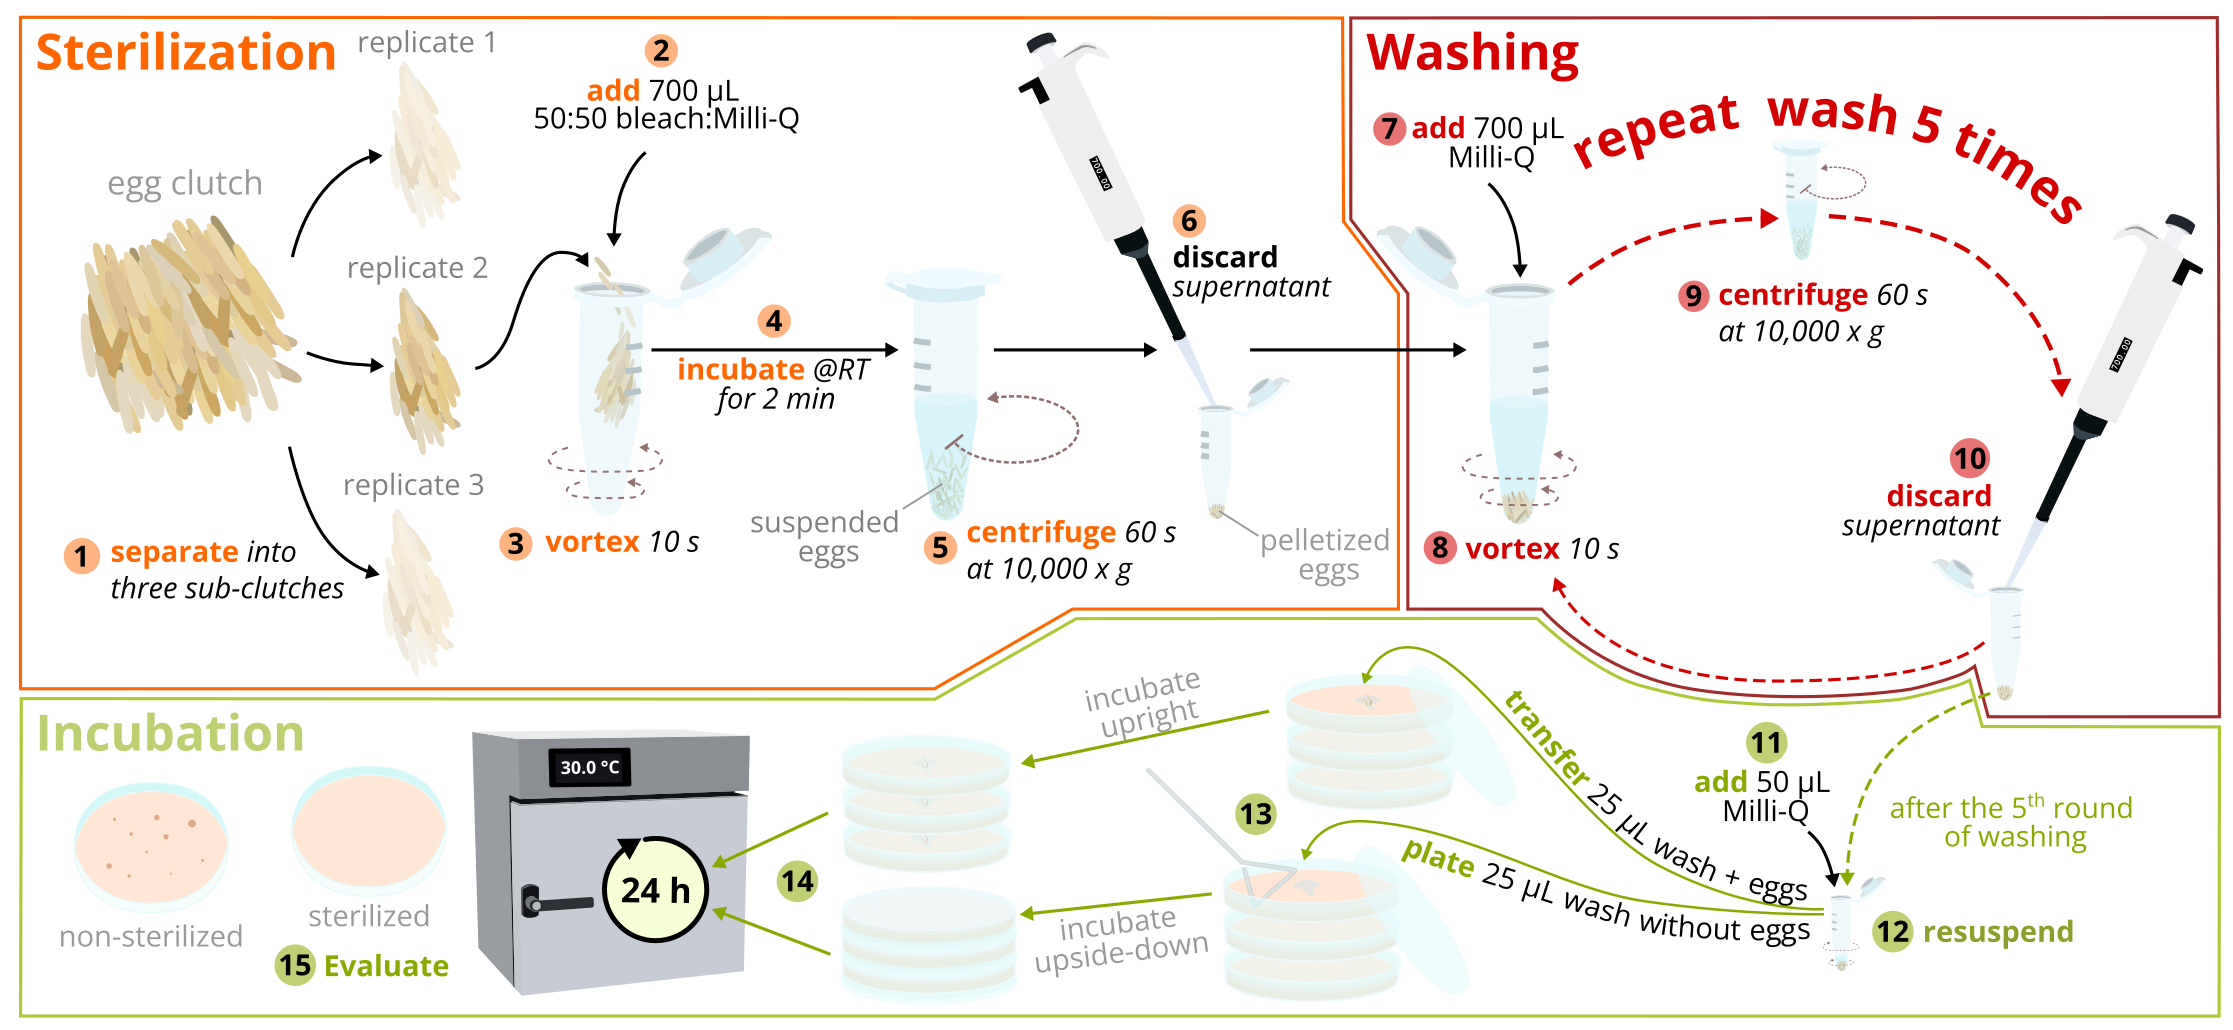 Sterilization
replicate 1
egg clutch
replicate 2
replicate 3
1 separate into
three sub-clutches
2
add 700 µL
50:50 bleach:Milli-Q
3 vortex 10 s
4
incubate @RT
for 2 min
suspended
eggs
5 centrifuge 60 s
at 10,000 x g
700.00
6
discard
supernatant
pelletized
eggs
Washing
7 add 700 µL
Milli-Q
repeat wash 5 times
8 vortex 10 s
9 centrifuge 60 s
at 10,000 x g
700.00
10
discard
supernatant
Incubation
11
add 50 µL
Milli-Q
after the 5th round
of washing
12 resuspend
transfer 25 µL wash + eggs
plate 25 µL wash without eggs
13
incubate
upright
incubate
upside-down
14
30.0 °C
24 h
non-sterilized
sterilized
15 Evaluate